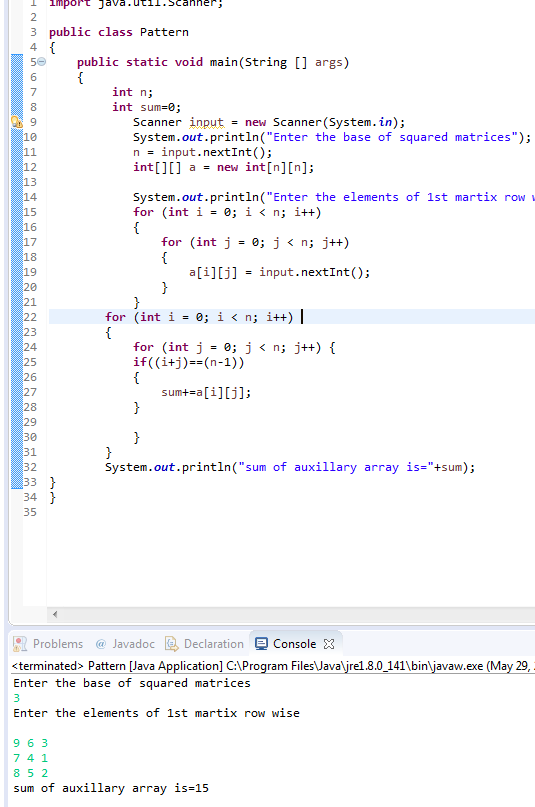 1 import java.util.Scanner;
2
3 public class Pattern
4 {
5 public static void main(String [] args)
6 {
7 int n;
8 int sum=0;
9 Scanner input = new Scanner(System.in);
10 System.out.println("Enter the base of squared matrices");
11 n = input.nextInt();
12 int[][] a = new int[n][n];
13
14 System.out.println("Enter the elements of 1st martix row
15 for (int i = 0; i < n; i++)
16 {
17 for (int j = 0; j < n; j++)
18 {
19 a[i][j] = input.nextInt();
20 }
21 }
22 for (int i = 0; i < n; i++)
23 {
24 for (int j = 0; j < n; j++) {
25 if((i+j)==(n-1))
26 {
27 sum+=a[i][j];
28 }
29
30 }
31 }
32 System.out.println("sum of auxillary array is="+sum);
33 }
34 }
35
Problems @ Javadoc Declaration Console
<terminated> Pattern [Java Application] C:\Program Files\Java\jre1.8.0_141\bin\javaw.exe (May 29,
Enter the base of squared matrices
3
Enter the elements of 1st martix row wise
9 6 3
7 4 1
8 5 2
sum of auxillary array is=15